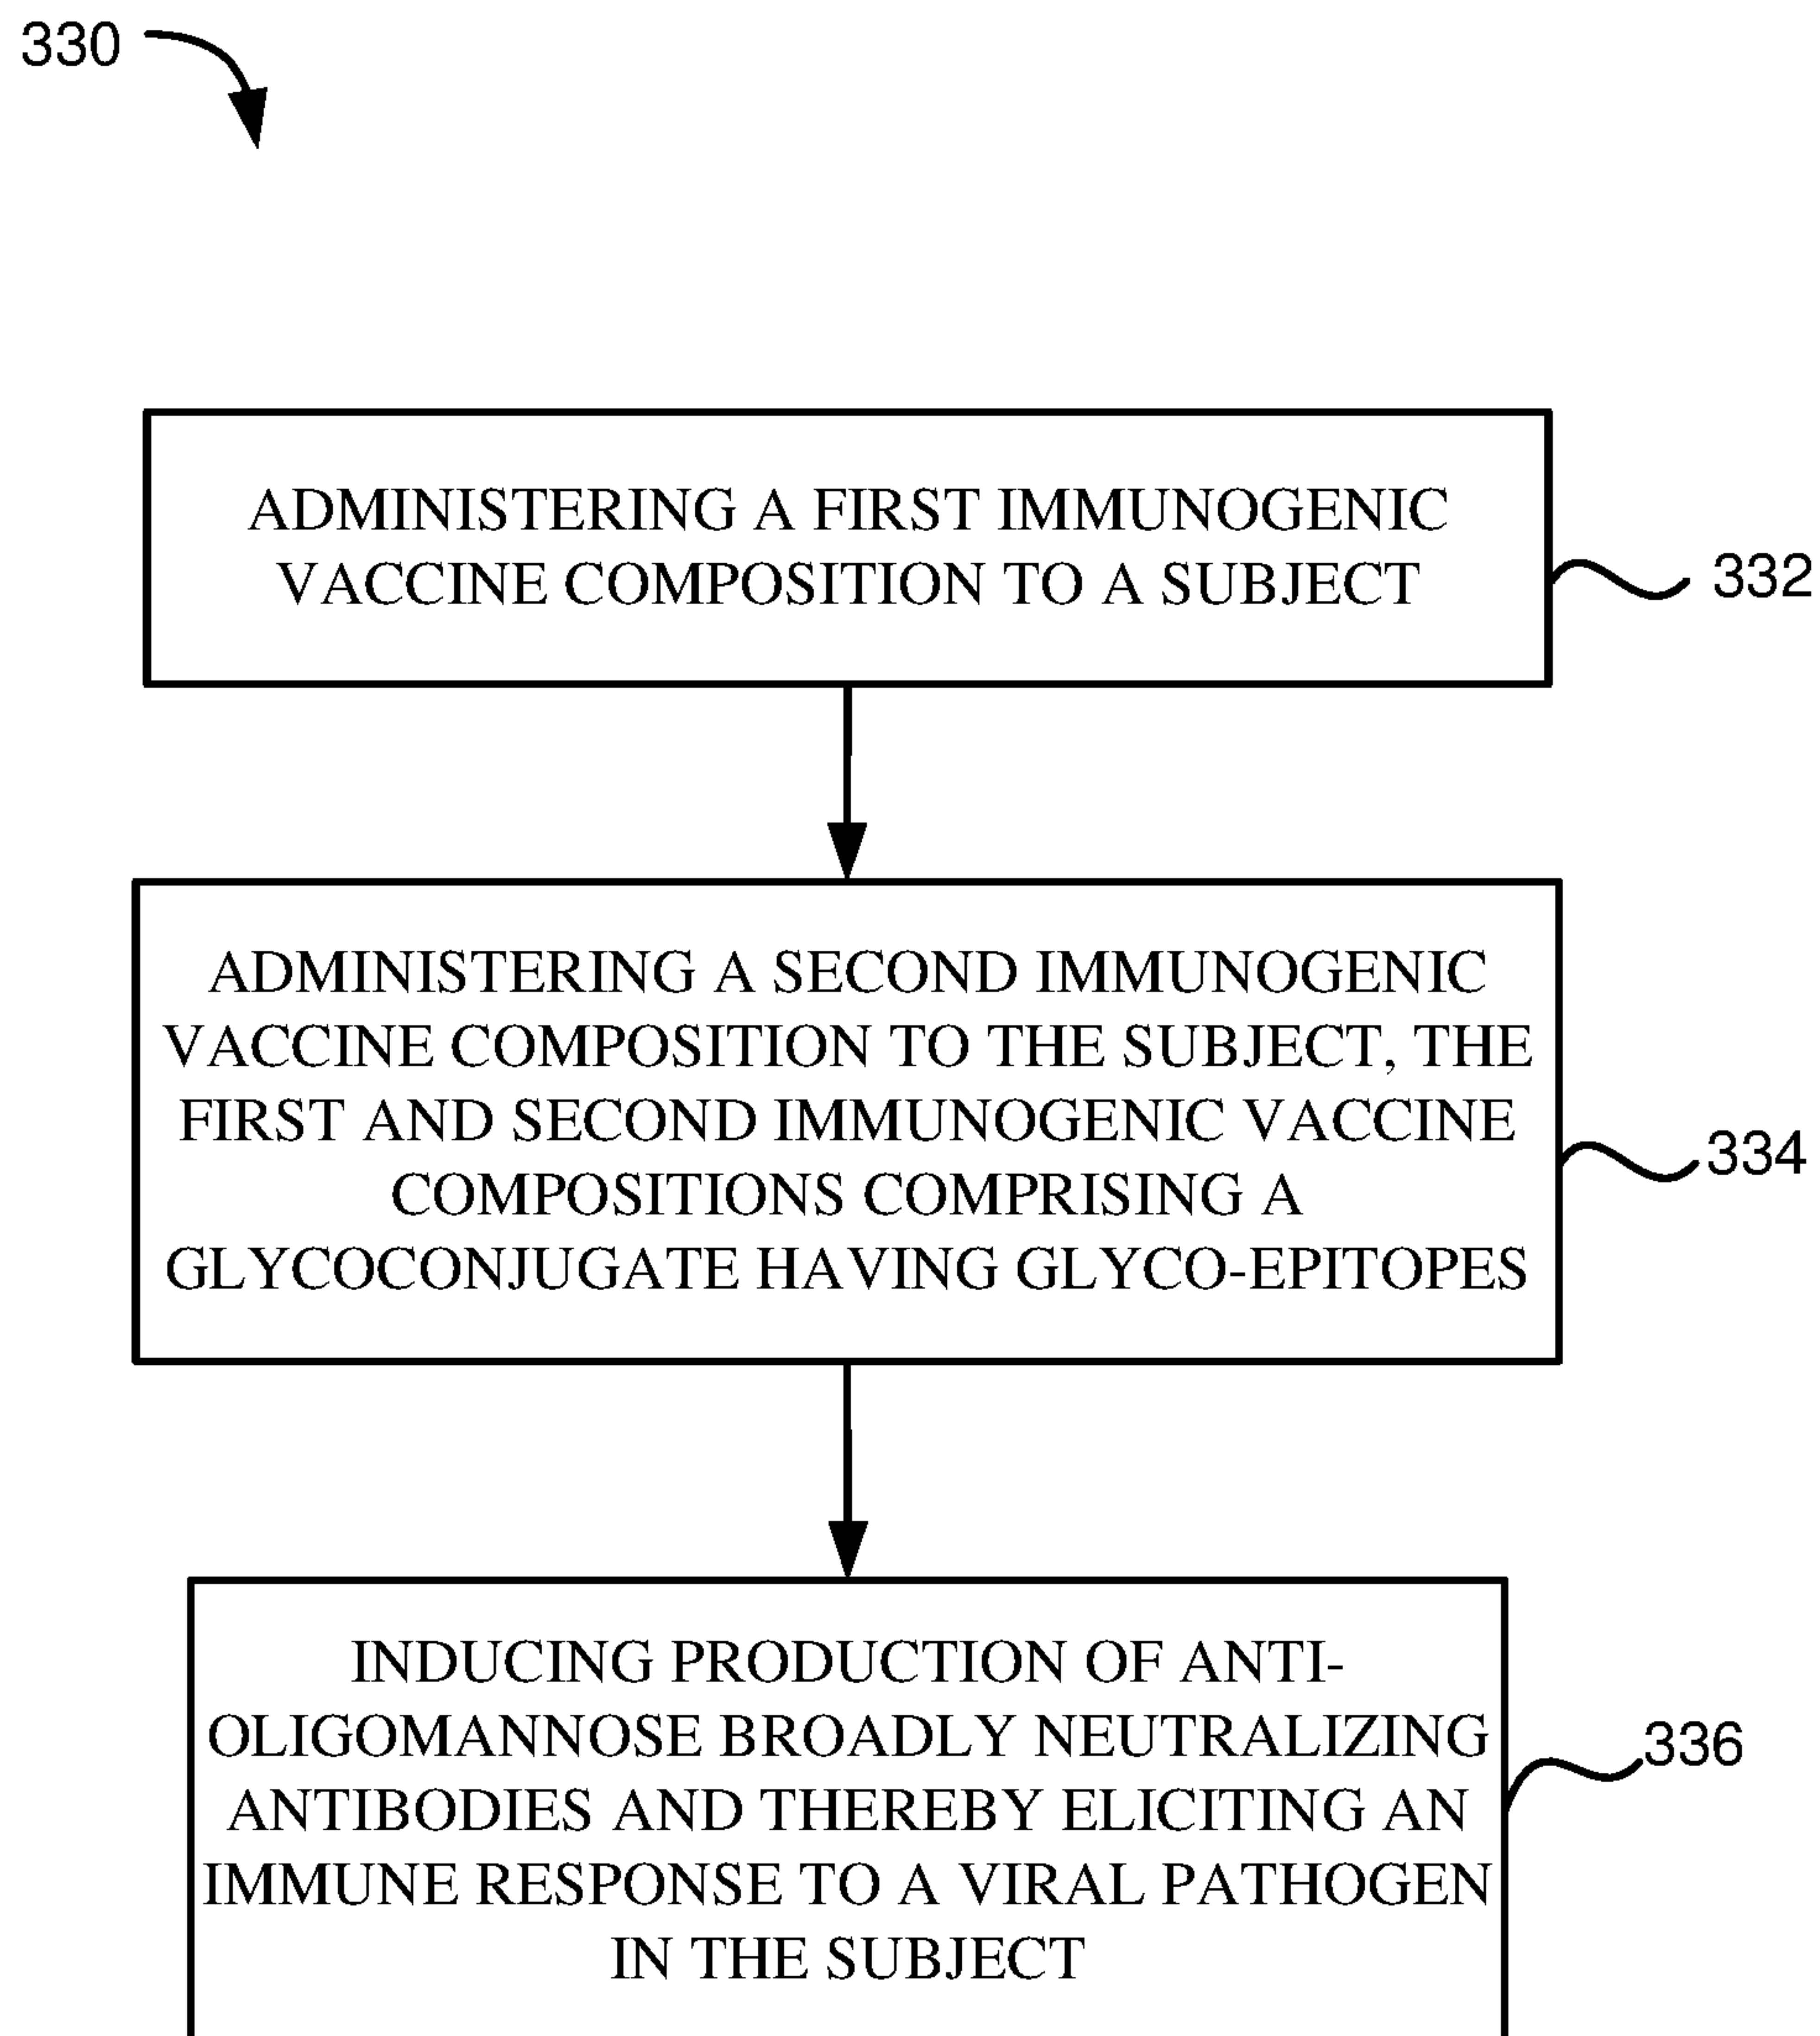 330
ADMINISTERING A FIRST IMMUNOGENIC
VACCINE COMPOSITION TO A SUBJECT
332
ADMINISTERING A SECOND IMMUNOGENIC
VACCINE COMPOSITION TO THE SUBJECT, THE
FIRST AND SECOND IMMUNOGENIC VACCINE
COMPOSITIONS COMPRISING A
GLYCOCONJUGATE HAVING GLYCO-EPITOPES
334
INDUCING PRODUCTION OF ANTI-
OLIGOMANNOSE BROADLY NEUTRALIZING
ANTIBODIES AND THEREBY ELICITING AN
IMMUNE RESPONSE TO A VIRAL PATHOGEN
IN THE SUBJECT
336